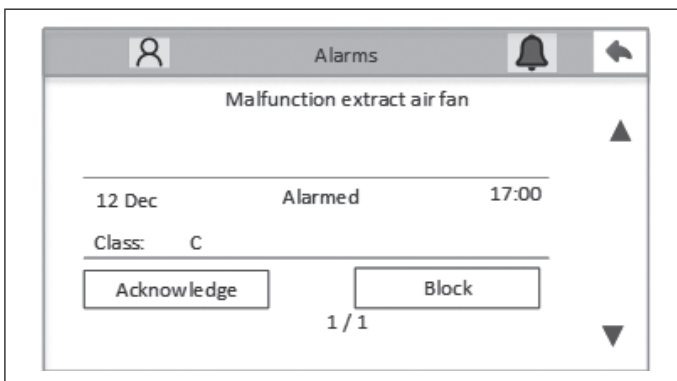 Alarms
Malfunction extract air fan
12 Dec Alarmed 17:00
Class: C
Acknowledge Block
1 / 1